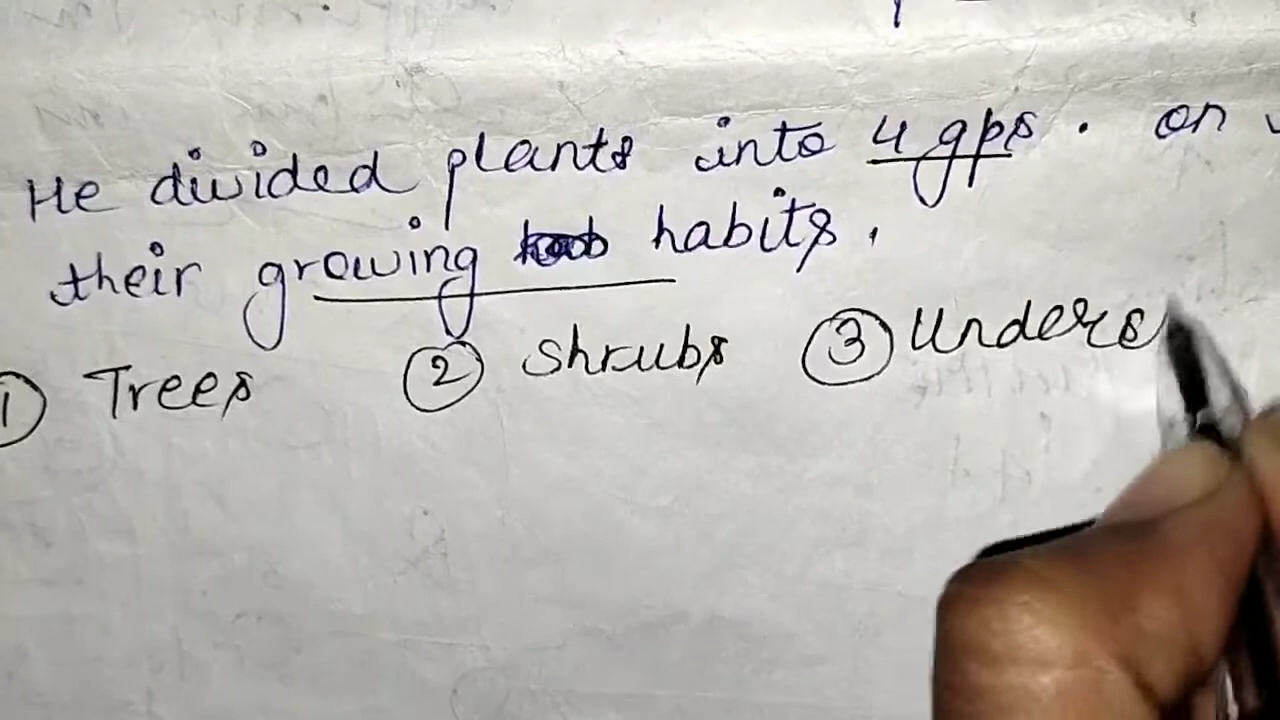 He divided plants into 4 gps. on
their growing habits.
① Trees ② Shrubs ③ Unders